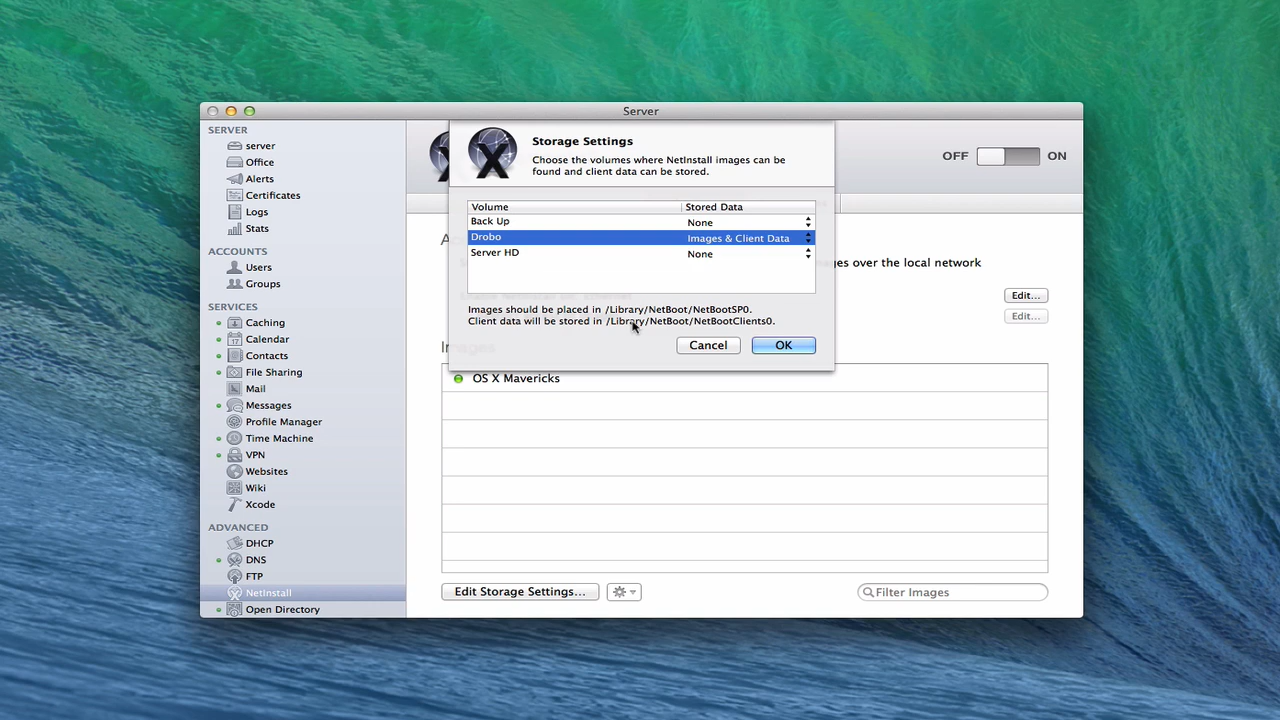 Server
SERVER
server
Office
Alerts
Certificates
Logs
Stats
ACCOUNTS
Users
Groups
SERVICES
Caching
Calendar
17
Contacts
File Sharing
Mail
Messages
Profile Manager
Time Machine
VPN
Websites
Wiki
Xcode
ADVANCED
DHCP
DNS
FTP
NetInstall
Open Directory
OFF ON
Storage Settings
Choose the volumes where NetInstall images can be
found and client data can be stored.
Volume Stored Data
Back Up None
Drobo Images & Client Data
Server HD None
Images should be placed in /Library/NetBoot/NetBootSP0.
Client data will be stored in /Library/NetBoot/NetBootClients0.
Cancel OK
ges over the local network
Edit...
Edit...
Images
OS X Mavericks
Edit Storage Settings...
Filter Images